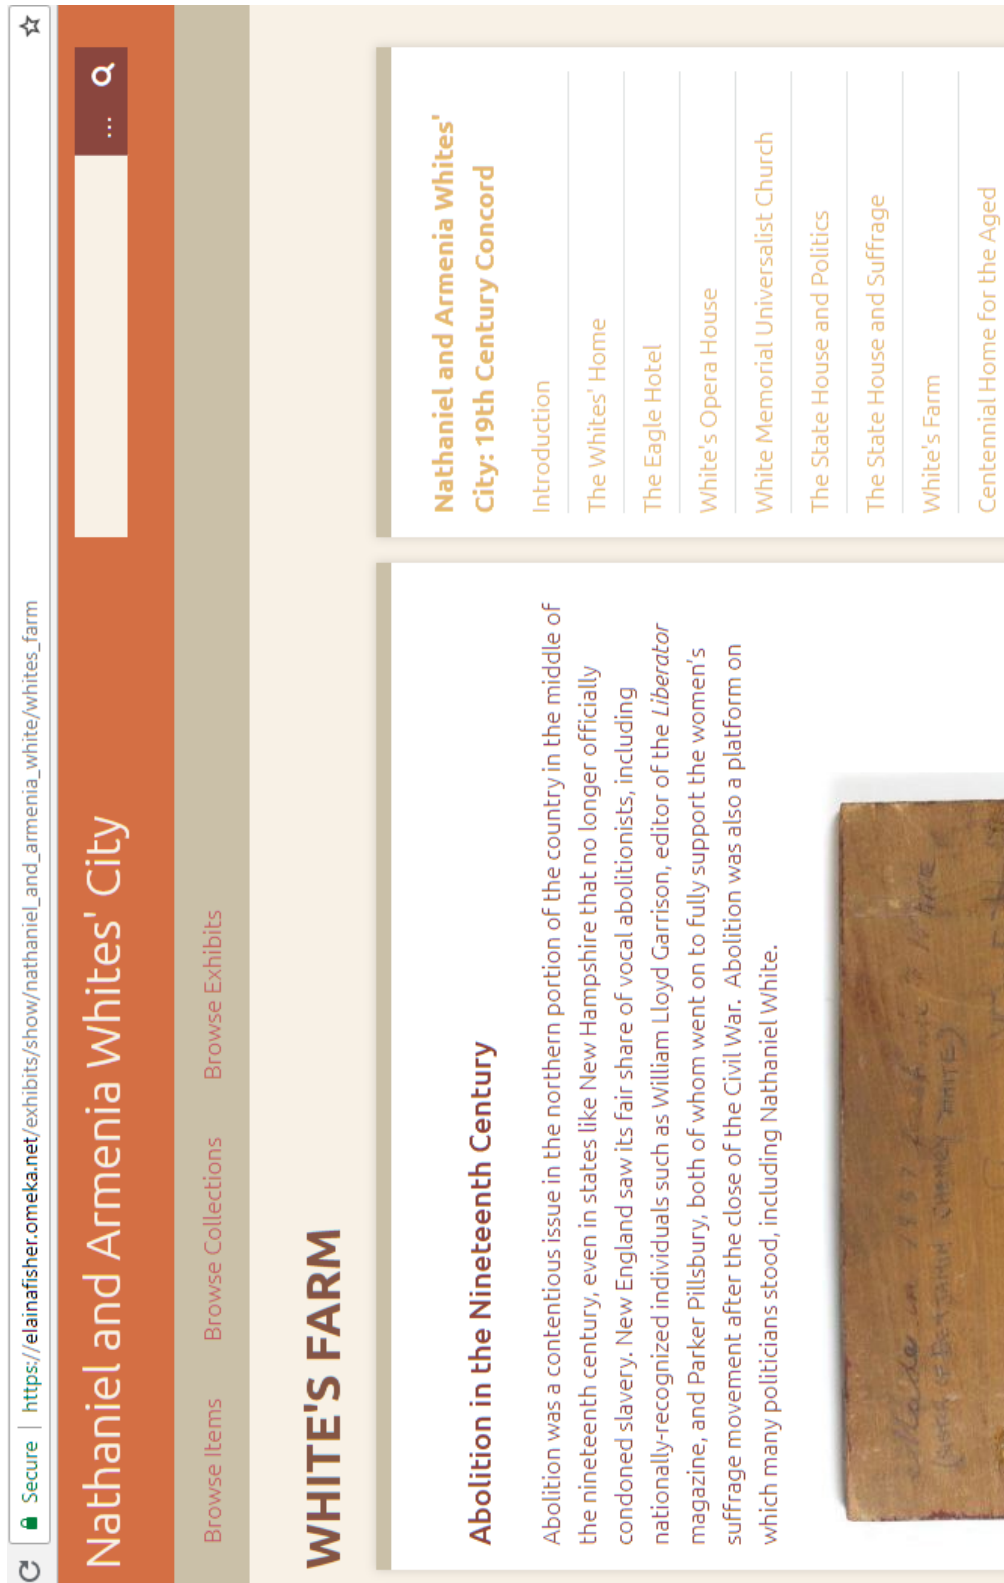 Secure | https://elainafisher.omeka.net/exhibits/show/nathaniel_and_armenia_white/whites_farm
Nathaniel and Armenia Whites' City
...
Browse Items
Browse Collections
Browse Exhibits
WHITE'S FARM
Abolition in the Nineteenth Century
Abolition was a contentious issue in the northern portion of the country in the middle of
the nineteenth century, even in states like New Hampshire that no longer officially
condoned slavery. New England saw its fair share of vocal abolitionists, including
nationally-recognized individuals such as William Lloyd Garrison, editor of the Liberator
magazine, and Parker Pillsbury, both of whom went on to fully support the women's
suffrage movement after the close of the Civil War.  Abolition was also a platform on
which many politicians stood, including Nathaniel White.
Nathaniel and Armenia Whites'
City: 19th Century Concord
Introduction
The Whites' Home
The Eagle Hotel
White's Opera House
White Memorial Universalist Church
The State House and Politics
The State House and Suffrage
White's Farm
Centennial Home for the Aged